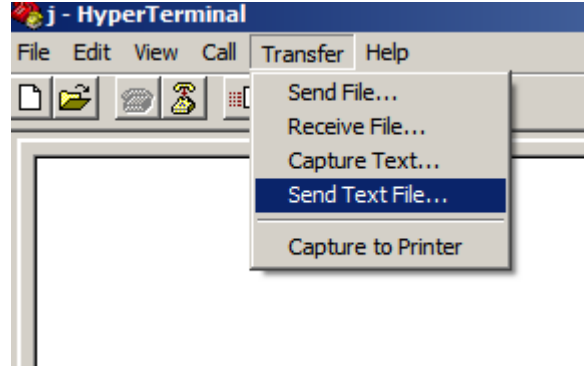 j - HyperTerminal
File Edit View Call Transfer Help
Send File...
Receive File...
Capture Text...
Send Text File...
Capture to Printer